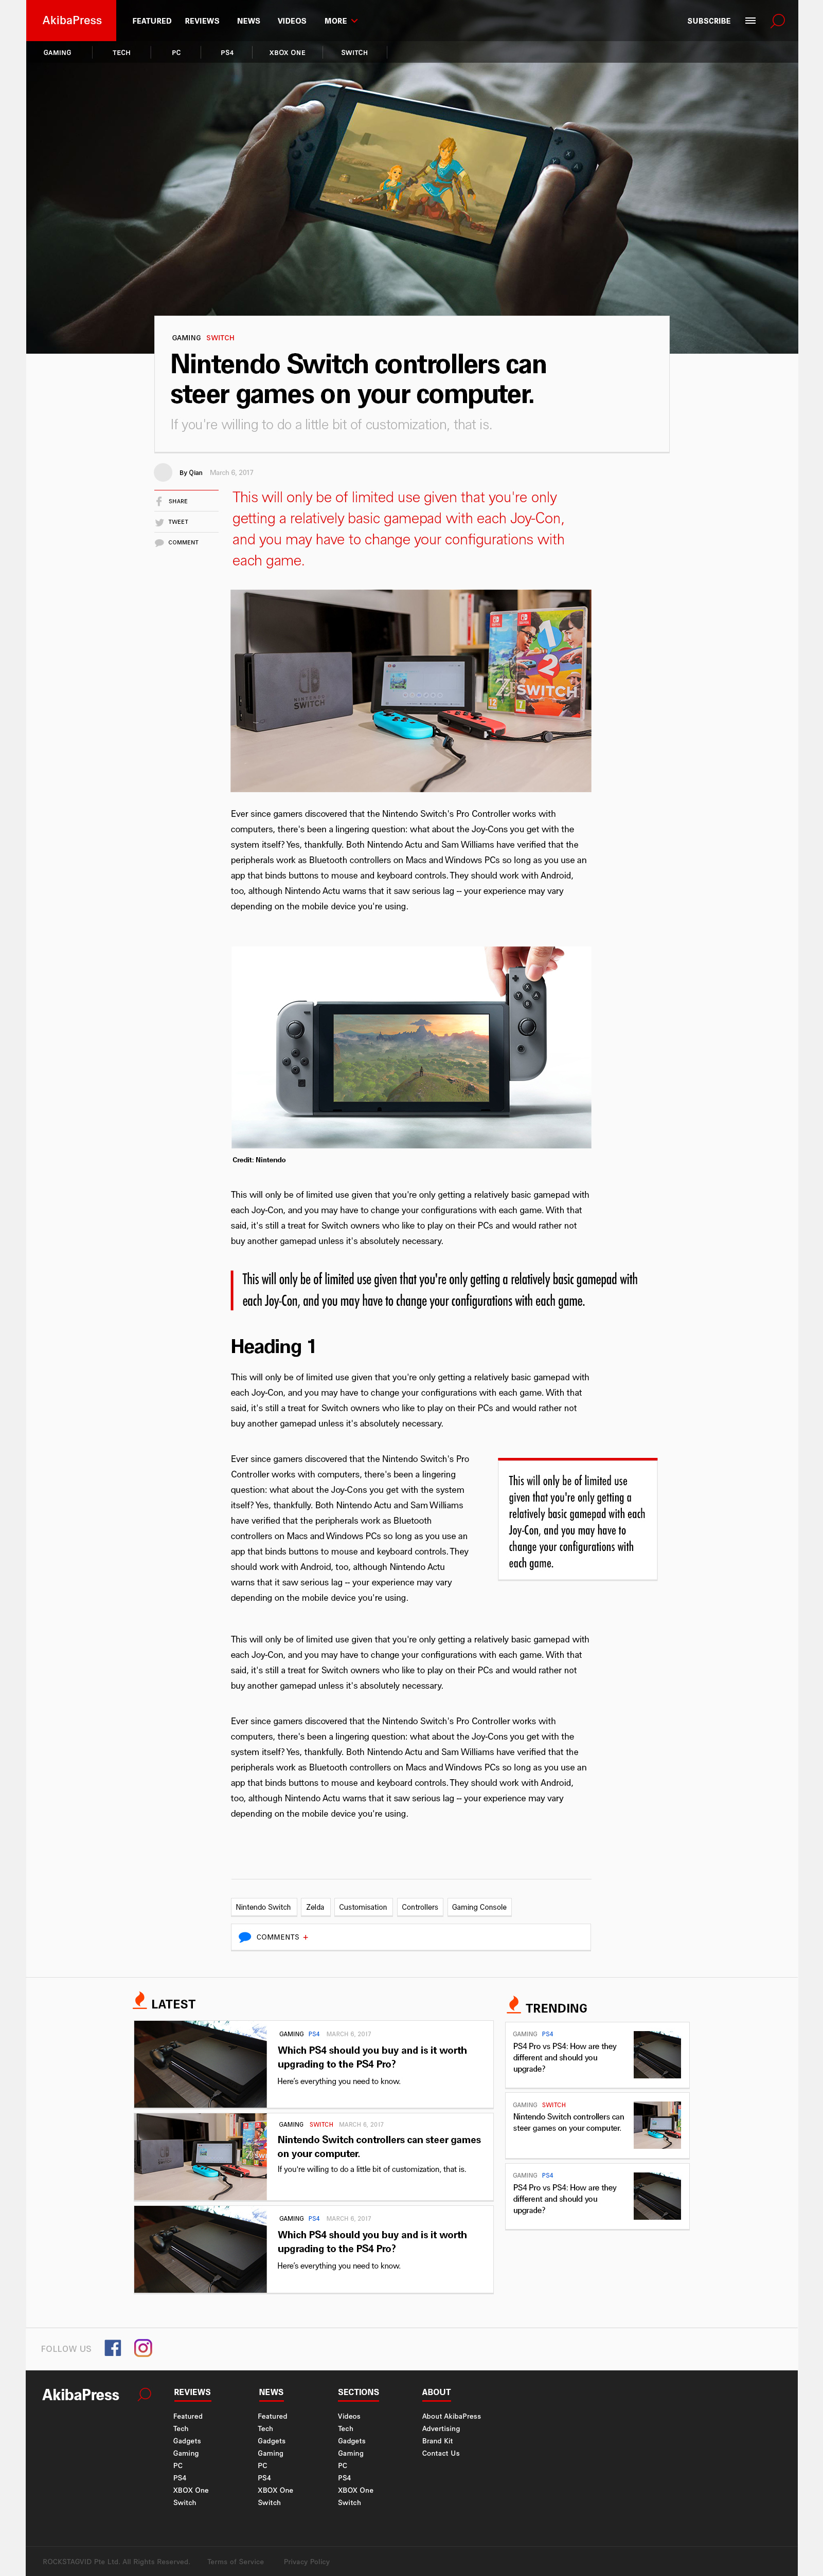 AkibaPress
FEATURED REVIEWS NEWS VIDEOS MORE SUBSCRIBE
GAMING TECH PC PS4 XBOX ONE SWITCH
GAMING SWITCH
Nintendo Switch controllers can
steer games on your computer.
If you're willing to do a little bit of customization, that is.
By Qian March 6, 2017
SHARE
TWEET
COMMENT
This will only be of limited use given that you're only
getting a relatively basic gamepad with each Joy-Con,
and you may have to change your configurations with
each game.
NINTENDO
SWITCH
1
2
SWITCH
Ever since gamers discovered that the Nintendo Switch's Pro Controller works with
computers, there's been a lingering question: what about the Joy-Cons you get with the
system itself? Yes, thankfully. Both Nintendo Actu and Sam Williams have verified that the
peripherals work as Bluetooth controllers on Macs and Windows PCs so long as you use an
app that binds buttons to mouse and keyboard controls. They should work with Android,
too, although Nintendo Actu warns that it saw serious lag -- your experience may vary
depending on the mobile device you're using.
Credit: Nintendo
This will only be of limited use given that you're only getting a relatively basic gamepad with
each Joy-Con, and you may have to change your configurations with each game. With that
said, it's still a treat for Switch owners who like to play on their PCs and would rather not
buy another gamepad unless it's absolutely necessary.
This will only be of limited use given that you're only getting a relatively basic gamepad with
each Joy-Con, and you may have to change your configurations with each game.
Heading 1
This will only be of limited use given that you're only getting a relatively basic gamepad with
each Joy-Con, and you may have to change your configurations with each game. With that
said, it's still a treat for Switch owners who like to play on their PCs and would rather not
buy another gamepad unless it's absolutely necessary.
Ever since gamers discovered that the Nintendo Switch's Pro
Controller works with computers, there's been a lingering
question: what about the Joy-Cons you get with the system
itself? Yes, thankfully. Both Nintendo Actu and Sam Williams
have verified that the peripherals work as Bluetooth
controllers on Macs and Windows PCs so long as you use an
app that binds buttons to mouse and keyboard controls. They
should work with Android, too, although Nintendo Actu
warns that it saw serious lag -- your experience may vary
depending on the mobile device you're using.
This will only be of limited use
given that you're only getting a
relatively basic gamepad with each
Joy-Con, and you may have to
change your configurations with
each game.
This will only be of limited use given that you're only getting a relatively basic gamepad with
each Joy-Con, and you may have to change your configurations with each game. With that
said, it's still a treat for Switch owners who like to play on their PCs and would rather not
buy another gamepad unless it's absolutely necessary.
Ever since gamers discovered that the Nintendo Switch's Pro Controller works with
computers, there's been a lingering question: what about the Joy-Cons you get with the
system itself? Yes, thankfully. Both Nintendo Actu and Sam Williams have verified that the
peripherals work as Bluetooth controllers on Macs and Windows PCs so long as you use an
app that binds buttons to mouse and keyboard controls. They should work with Android,
too, although Nintendo Actu warns that it saw serious lag -- your experience may vary
depending on the mobile device you're using.
Nintendo Switch Zelda Customisation Controllers Gaming Console
COMMENTS +
LATEST
GAMING PS4 MARCH 6, 2017
Which PS4 should you buy and is it worth
upgrading to the PS4 Pro?
Here's everything you need to know.
GAMING SWITCH MARCH 6, 2017
Nintendo Switch controllers can steer games
on your computer.
If you're willing to do a little bit of customization, that is.
GAMING PS4 MARCH 6, 2017
Which PS4 should you buy and is it worth
upgrading to the PS4 Pro?
Here's everything you need to know.
TRENDING
GAMING PS4
PS4 Pro vs PS4: How are they
different and should you
upgrade?
GAMING SWITCH
Nintendo Switch controllers can
steer games on your computer.
GAMING PS4
PS4 Pro vs PS4: How are they
different and should you
upgrade?
FOLLOW US
AkibaPress
REVIEWS
Featured
Tech
Gadgets
Gaming
PC
PS4
XBOX One
Switch
NEWS
Featured
Tech
Gadgets
Gaming
PC
PS4
XBOX One
Switch
SECTIONS
Videos
Tech
Gadgets
Gaming
PC
PS4
XBOX One
Switch
ABOUT
About AkibaPress
Advertising
Brand Kit
Contact Us
ROCKSTAGVID Pte Ltd. All Rights Reserved. Terms of Service Privacy Policy